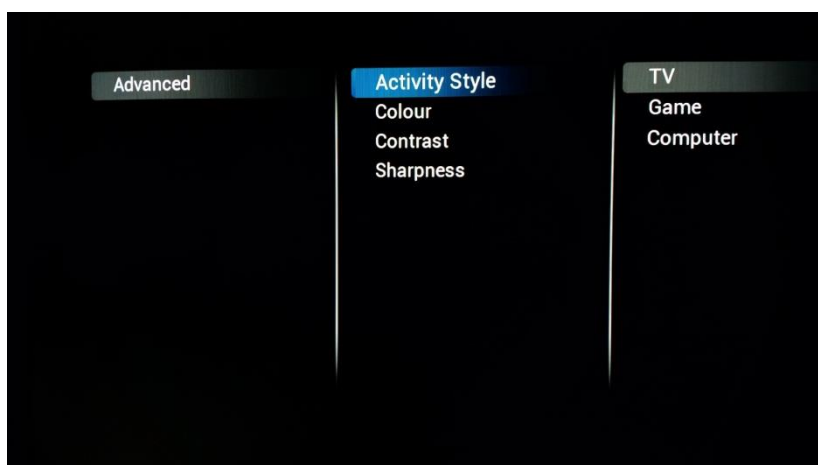 Advanced
Activity Style
Colour
Contrast
Sharpness
TV
Game
Computer